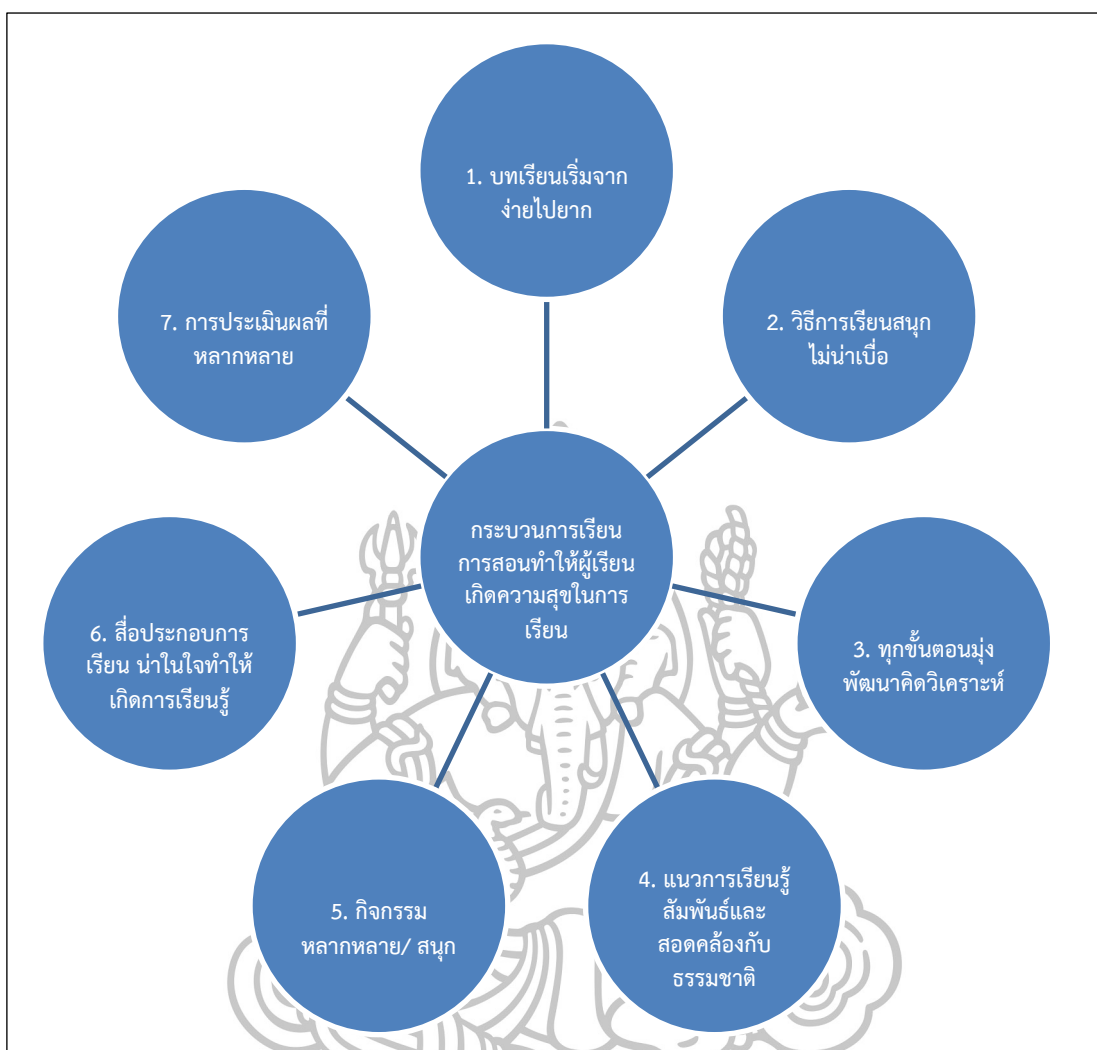 1. บทเรียนเริ่มจาก
ง่ายไปยาก
2. วิธีการเรียนสนุก
ไม่น่าเบื่อ
3. ทุกขั้นตอนมุ่ง
พัฒนาคิดวิเคราะห์
4. แนวการเรียนรู้
สัมพันธ์และ
สอดคล้องกับ
ธรรมชาติ
5. กิจกรรม
หลากหลาย/ สนุก
6. สื่อประกอบการ
เรียน น่าในใจทำให้
เกิดการเรียนรู้
7. การประเมินผลที่
หลากหลาย
กระบวนการเรียน
การสอนทำให้ผู้เรียน
เกิดความสุขในการ
เรียน